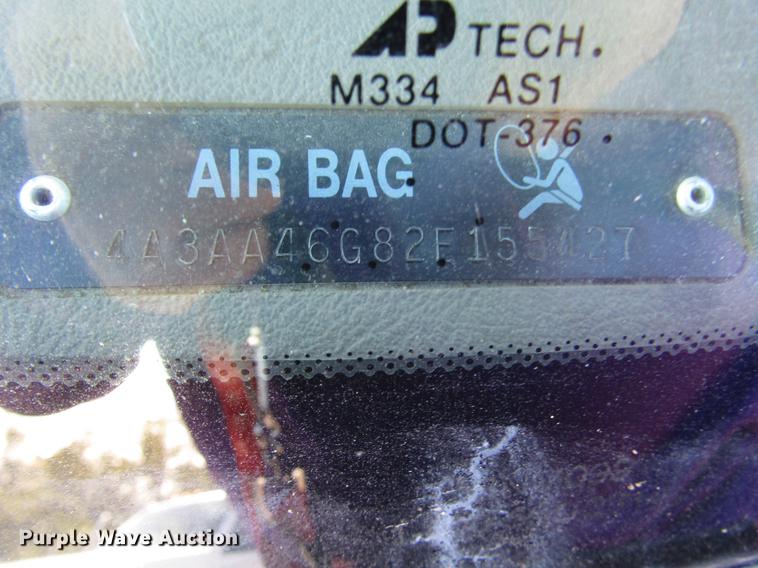 AP TECH.
M334 AS1
DOT-376
AIR BAG
4A3AA46G82E155427
Purple Wave Auction